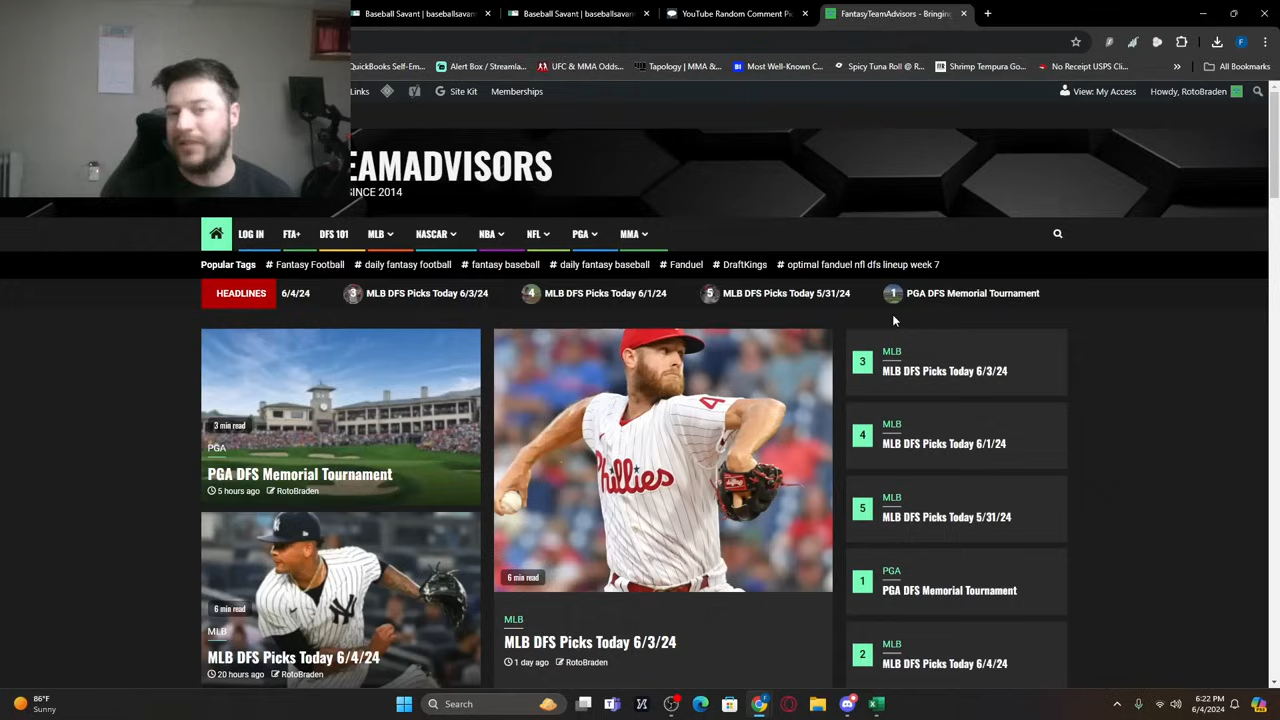 Baseball Savant | baseballsavan
Baseball Savant | baseballsavan
YouTube Random Comment Pic
FantasyTeamAdvisors - Bringing
QuickBooks Self-Em...
Alert Box / Streamla...
UFC & MMA Odds...
Tapology | MMA &...
Most Well-Known C...
Spicy Tuna Roll @ R...
Shrimp Tempura Go...
No Receipt USPS Cli...
All Bookmarks
Links
Site Kit
Memberships
View: My Access
Howdy, RotoBraden
EAMADVISORS
SINCE 2014
LOG IN
FTA+
DFS 101
MLB
NASCAR
NBA
NFL
PGA
MMA
Popular Tags # Fantasy Football # daily fantasy football # fantasy baseball # daily fantasy baseball # Fanduel # DraftKings # optimal fanduel nfl dfs lineup week 7
HEADLINES 6/4/24 3 MLB DFS Picks Today 6/3/24 4 MLB DFS Picks Today 6/1/24 5 MLB DFS Picks Today 5/31/24 1 PGA DFS Memorial Tournament
3 min read
PGA
PGA DFS Memorial Tournament
5 hours ago RotoBraden
6 min read
MLB
MLB DFS Picks Today 6/4/24
20 hours ago RotoBraden
Phillies
6 min read
MLB
MLB DFS Picks Today 6/3/24
1 day ago RotoBraden
3
MLB
MLB DFS Picks Today 6/3/24
4
MLB
MLB DFS Picks Today 6/1/24
5
MLB
MLB DFS Picks Today 5/31/24
1
PGA
PGA DFS Memorial Tournament
2
MLB
MLB DFS Picks Today 6/4/24
86°F
Sunny
Search
6:22 PM
6/4/2024